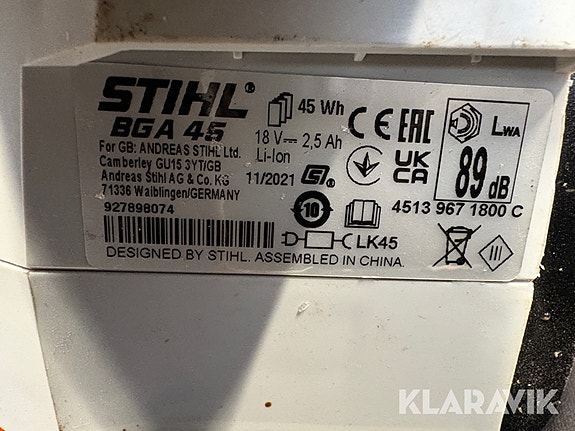 STIHL®
BGA 45
For GB: ANDREAS STIHL Ltd.
Camberley GU15 3YT/GB
Andreas Stihl AG & Co. KG
71336 Waiblingen/GERMANY
927898074
45 Wh
18 V⎓ 2,5 Ah
Li-Ion
11/2021
10
LK45
CE EAC
UK
CA
LWA
89 dB
4513 967 1800 C
DESIGNED BY STIHL. ASSEMBLED IN CHINA.
KLARAVIK